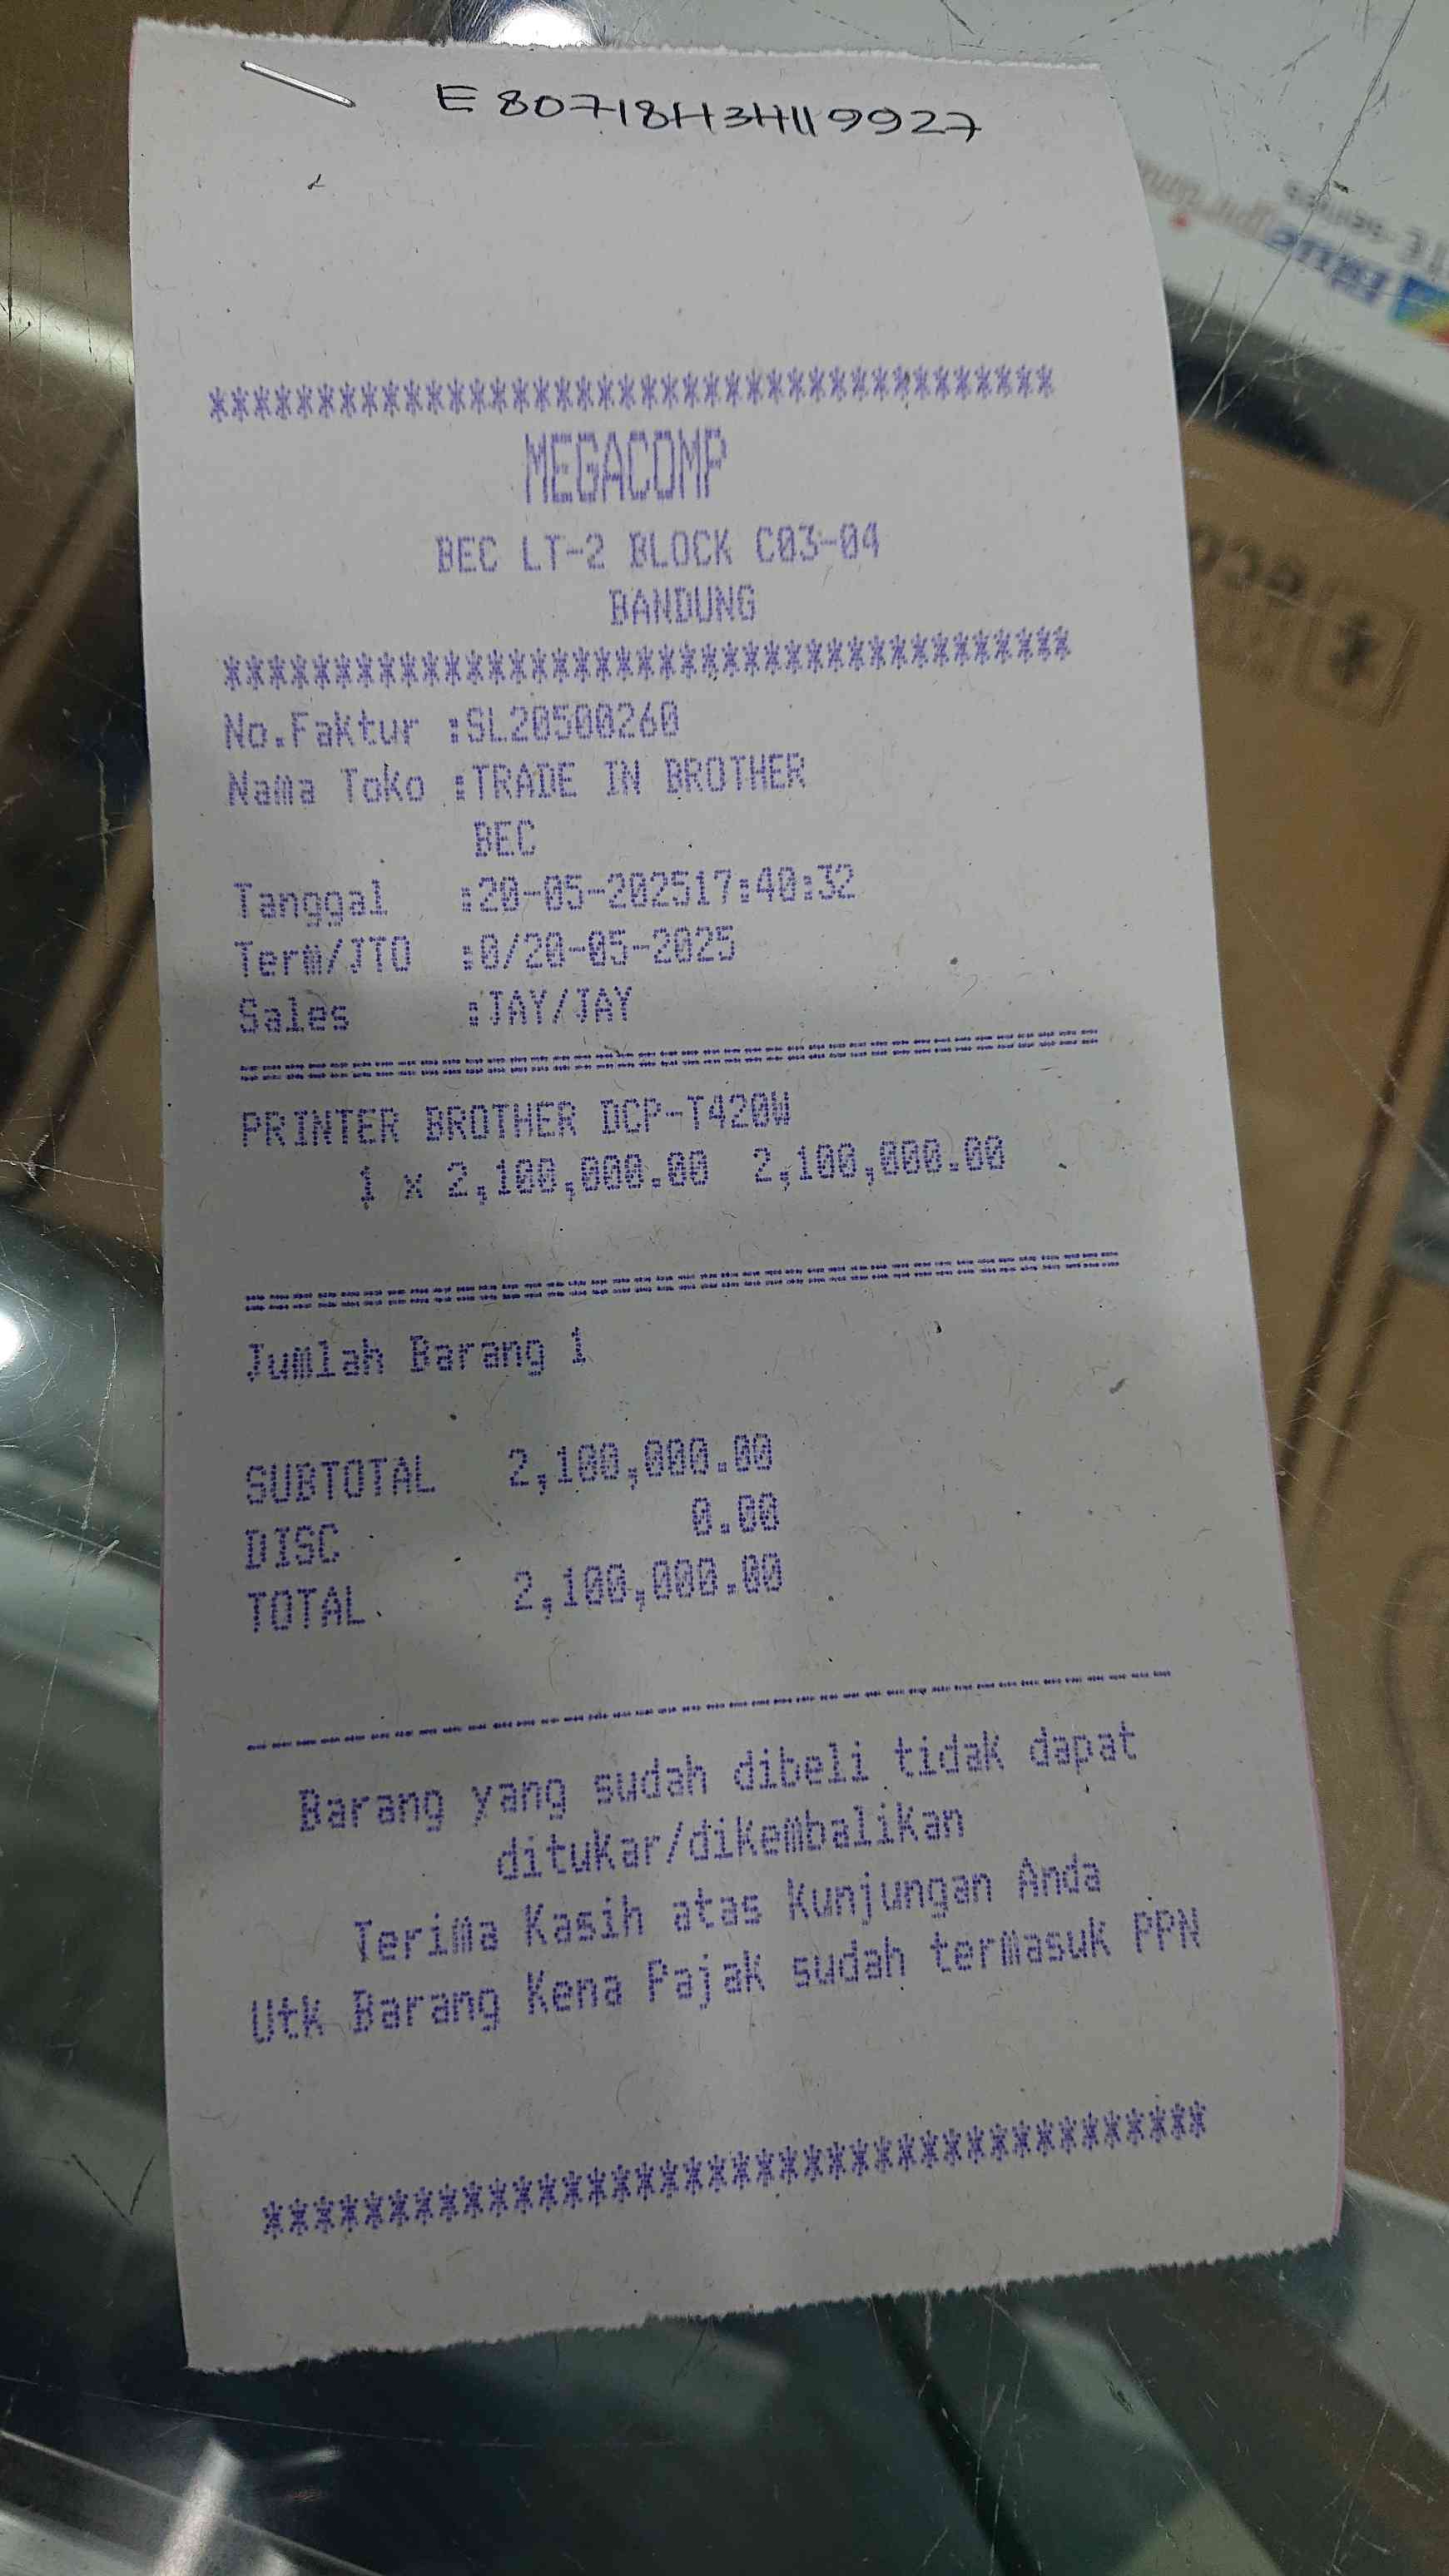 E80718H3H119927
************************************
MEGACOMP
BEC LT-2 BLOCK C03-04
BANDUNG
************************************
No.Faktur :SL20500260
Nama Toko :TRADE IN BROTHER
BEC
Tanggal :20-05-202517:40:32
Term/JTO :0/20-05-2025
Sales :JAY/JAY
PRINTER BROTHER DCP-T420W
1 x 2,100,000.00 2,100,000.00
Jumlah Barang 1
SUBTOTAL 2,100,000.00
DISC 0.00
TOTAL 2,100,000.00
Barang yang sudah dibeli tidak dapat
ditukar/dikembalikan
Terima Kasih atas Kunjungan Anda
Utk Barang Kena Pajak sudah termasuk PPN
************************************